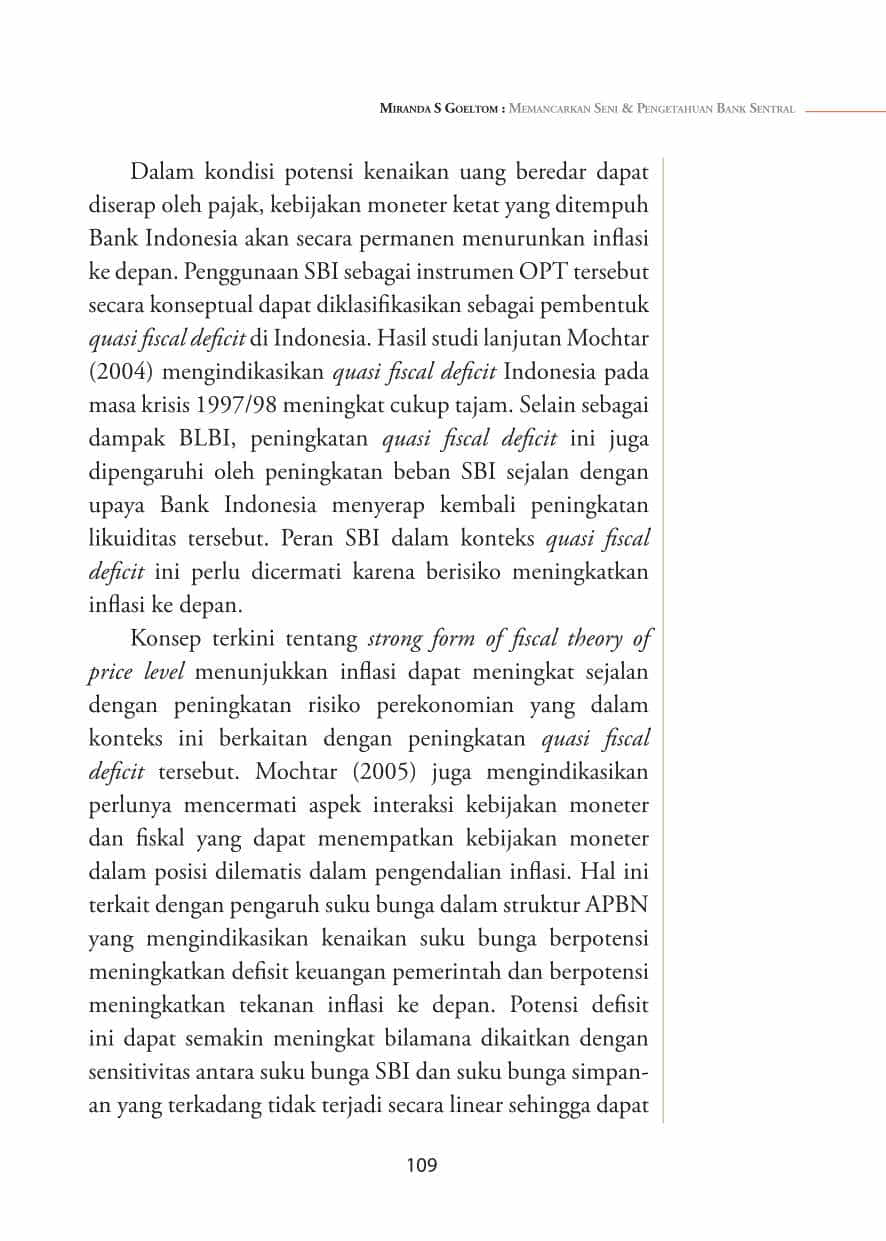 MIRANDA S GOELTOM : MEMANCARKAN SENI & PENGETAHUAN BANK SENTRAL
Dalam kondisi potensi kenaikan uang beredar dapat
diserap oleh pajak, kebijakan moneter ketat yang ditempuh
Bank Indonesia akan secara permanen menurunkan inflasi
ke depan. Penggunaan SBI sebagai instrumen OPT tersebut
secara konseptual dapat diklasifikasikan sebagai pembentuk
quasi fiscal deficit di Indonesia. Hasil studi lanjutan Mochtar
(2004) mengindikasikan quasi fiscal deficit Indonesia pada
masa krisis 1997/98 meningkat cukup tajam. Selain sebagai
dampak BLBI, peningkatan quasi fiscal deficit ini juga
dipengaruhi oleh peningkatan beban SBI sejalan dengan
upaya Bank Indonesia menyerap kembali peningkatan
likuiditas tersebut. Peran SBI dalam konteks quasi fiscal
deficit ini perlu dicermati karena berisiko meningkatkan
inflasi ke depan.
Konsep terkini tentang strong form of fiscal theory of
price level menunjukkan inflasi dapat meningkat sejalan
dengan peningkatan risiko perekonomian yang dalam
konteks ini berkaitan dengan peningkatan quasi fiscal
deficit tersebut. Mochtar (2005) juga mengindikasikan
perlunya mencermati aspek interaksi kebijakan moneter
dan fiskal yang dapat menempatkan kebijakan moneter
dalam posisi dilematis dalam pengendalian inflasi. Hal ini
terkait dengan pengaruh suku bunga dalam struktur APBN
yang mengindikasikan kenaikan suku bunga berpotensi
meningkatkan defisit keuangan pemerintah dan berpotensi
meningkatkan tekanan inflasi ke depan. Potensi defisit
ini dapat semakin meningkat bilamana dikaitkan dengan
sensitivitas antara suku bunga SBI dan suku bunga simpan-
an yang terkadang tidak terjadi secara linear sehingga dapat
109